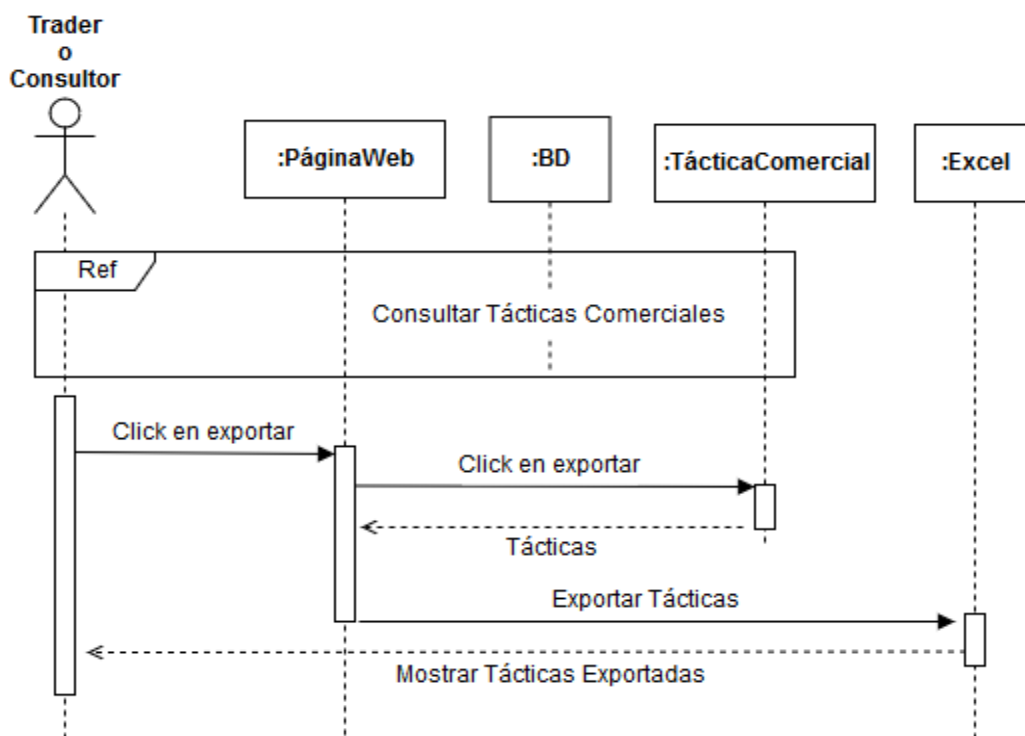 Trader
o
Consultor
:PáginaWeb
:BD
:TácticaComercial
:Excel
Ref
Consultar Tácticas Comerciales
Click en exportar
Click en exportar
Tácticas
Exportar Tácticas
Mostrar Tácticas Exportadas